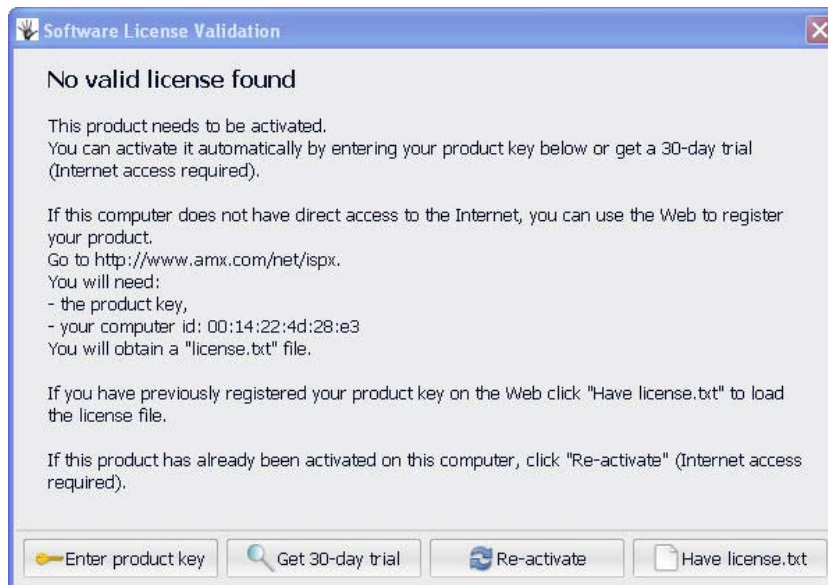 Software License Validation
No valid license found
This product needs to be activated.
You can activate it automatically by entering your product key below or get a 30-day trial
(Internet access required).
If this computer does not have direct access to the Internet, you can use the Web to register
your product.
Go to http://www.amx.com/net/ispx.
You will need:
- the product key,
- your computer id: 00:14:22:4d:28:e3
You will obtain a "license.txt" file.
If you have previously registered your product key on the Web click "Have license.txt" to load
the license file.
If this product has already been activated on this computer, click "Re-activate" (Internet access
required).
Enter product key Get 30-day trial Re-activate Have license.txt